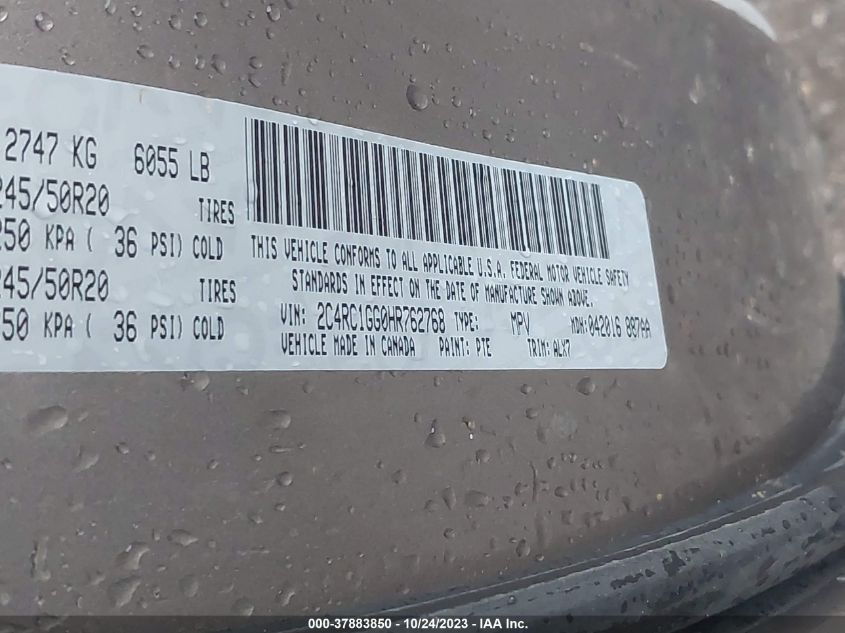 2747 KG 6055 LB
245/50R20 TIRES
250 KPA ( 36 PSI) COLD
245/50R20 TIRES
250 KPA ( 36 PSI) COLD
THIS VEHICLE CONFORMS TO ALL APPLICABLE U.S.A. FEDERAL MOTOR VEHICLE SAFETY
STANDARDS IN EFFECT ON THE DATE OF MANUFACTURE SHOWN ABOVE.
VIN: 2C4RC1GG0HR762768 TYPE: MPV MDH: 042016 887AA
VEHICLE MADE IN CANADA PAINT: PTE TRIM: ALX7
000-37883850 - 10/24/2023 - IAA Inc.